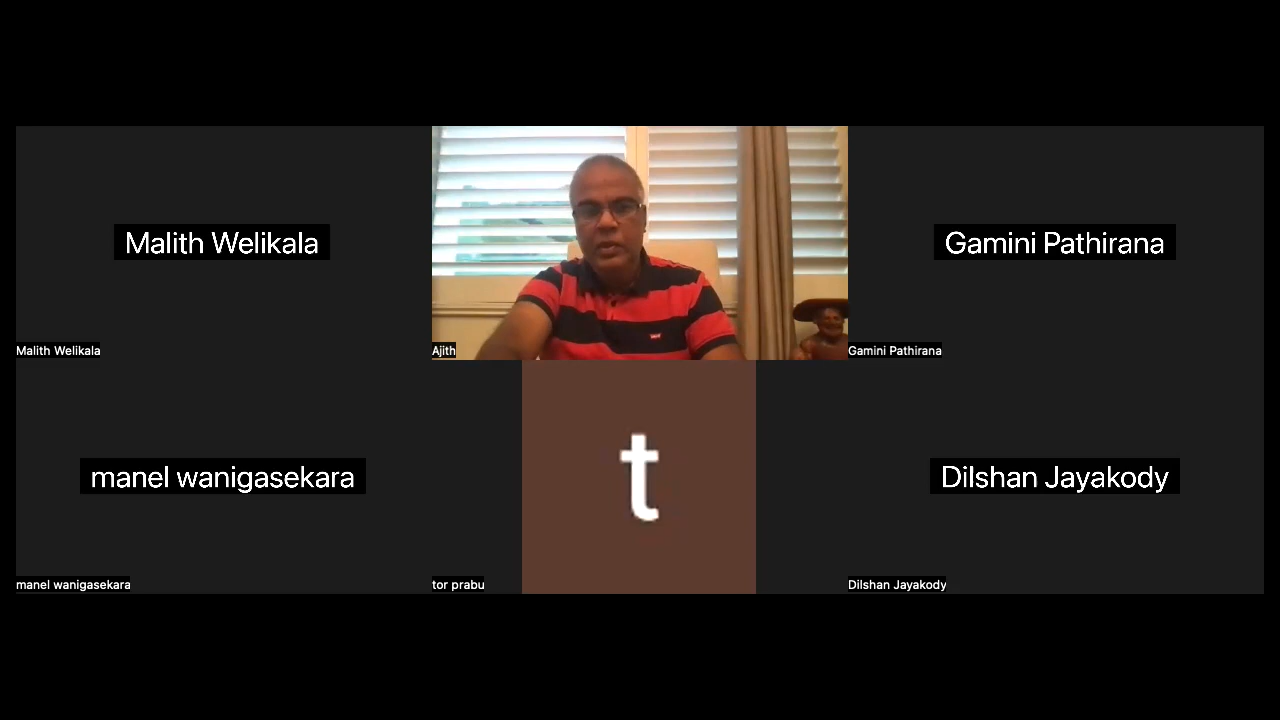 Malith Welikala
Malith Welikala
Ajith
Gamini Pathirana
Gamini Pathirana
manel wanigasekara
manel wanigasekara
t
tor prabu
Dilshan Jayakody
Dilshan Jayakody